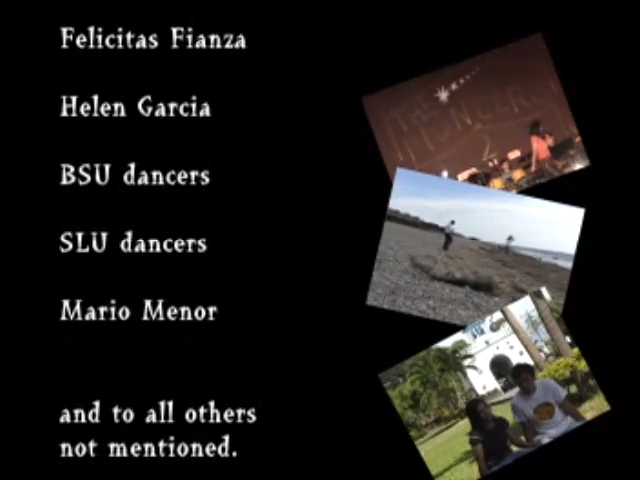 Felicitas Fianza
Helen Garcia
BSU dancers
SLU dancers
Mario Menor
and to all others
not mentioned.